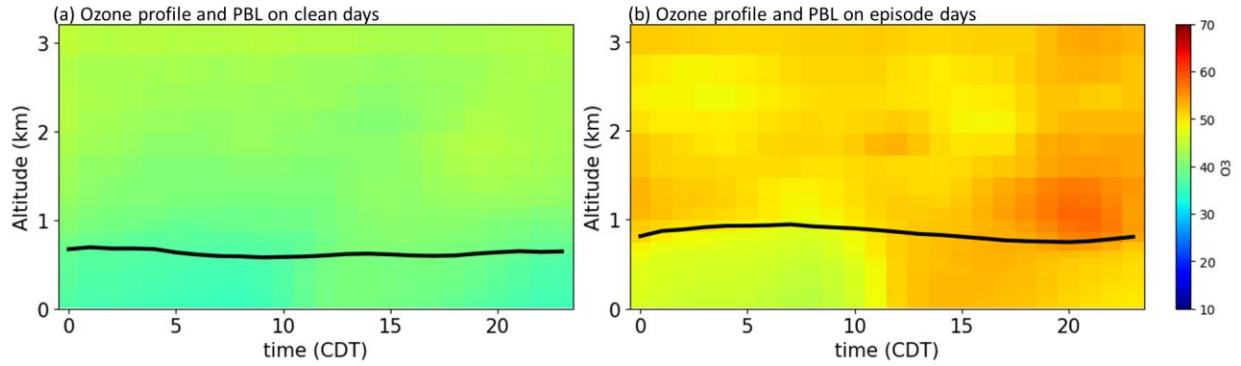 (a) Ozone profile and PBL on clean days
(b) Ozone profile and PBL on episode days
3
2
1
0
Altitude (km)
0 5 10 15 20
time (CDT)
3
2
1
0
Altitude (km)
0 5 10 15 20
time (CDT)
70
60
50
40
30
20
10
O3